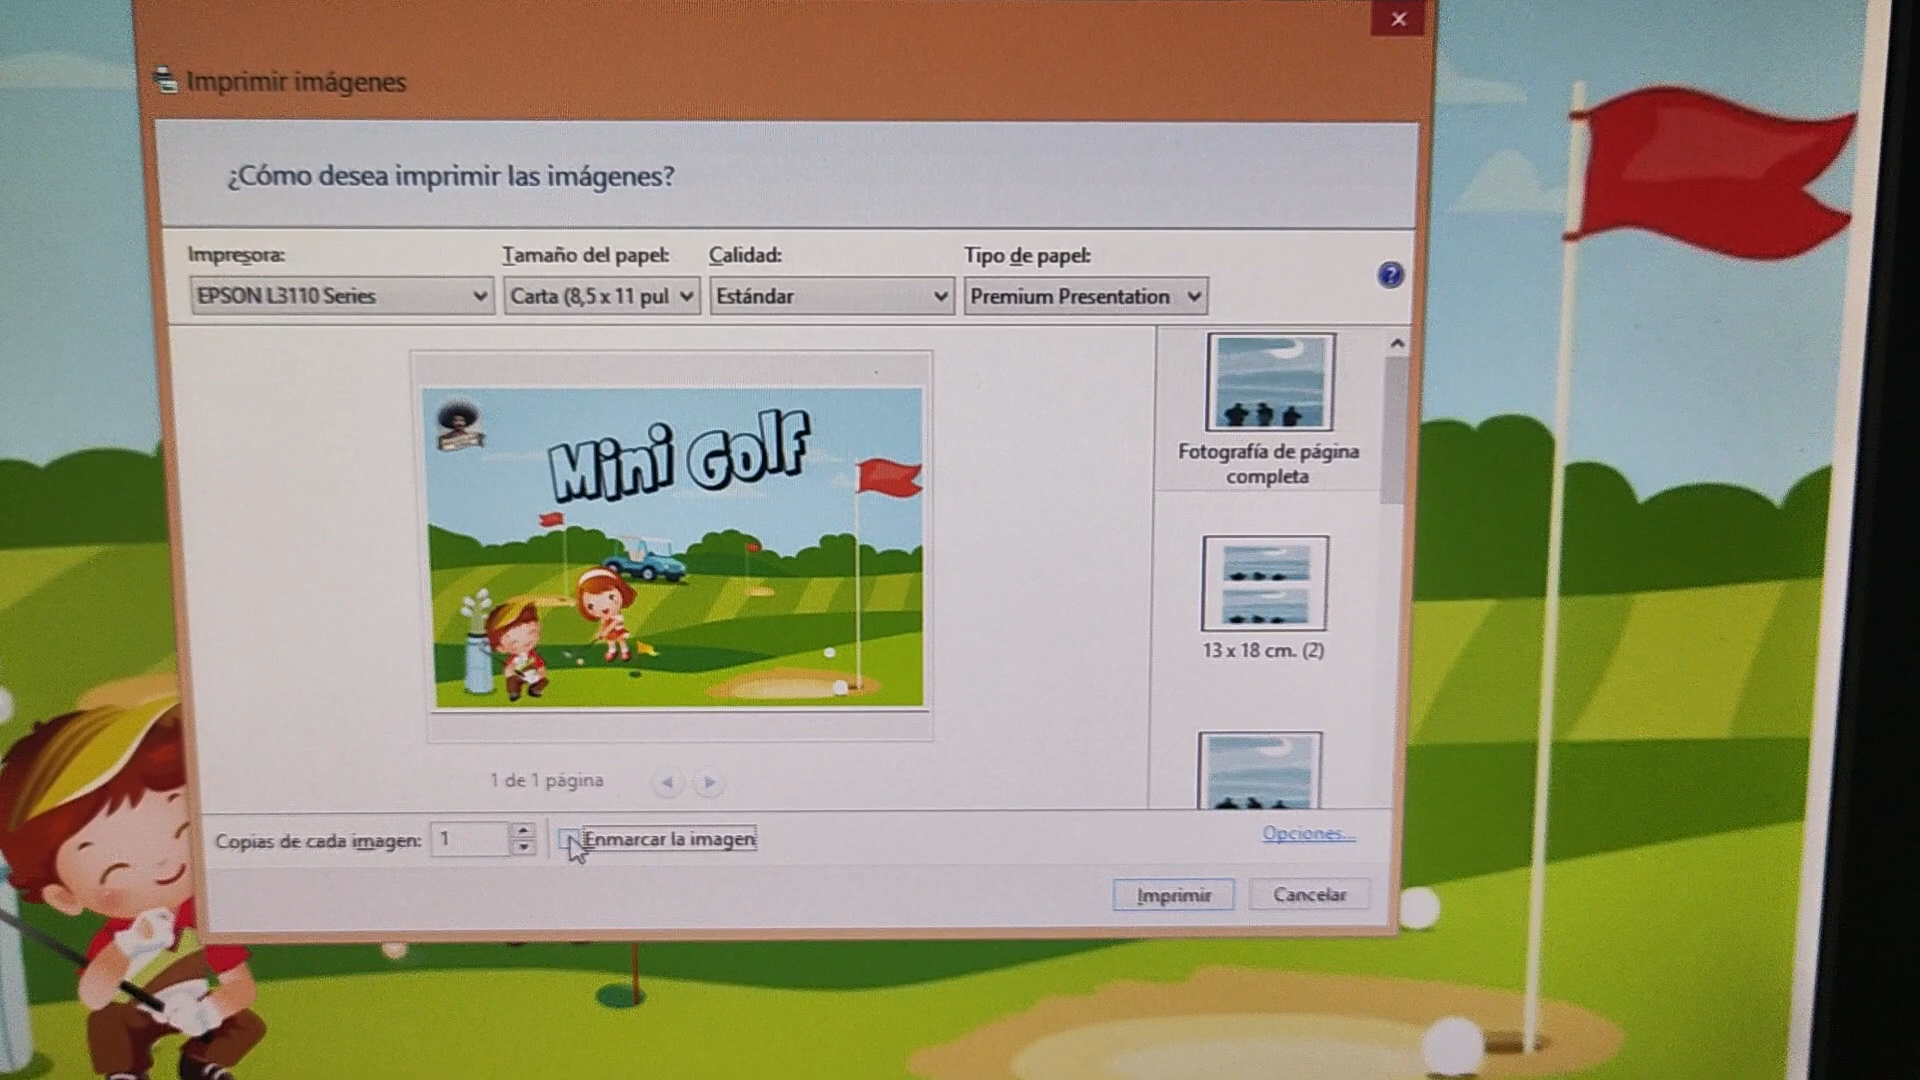 Imprimir imágenes
¿Cómo desea imprimir las imágenes?
Impresora:
Tamaño del papel:
Calidad:
Tipo de papel:
EPSON L3110 Series
Carta (8,5 x 11 pul
Estándar
Premium Presentation
Mini Golf
Fotografía de página
completa
13 x 18 cm. (2)
1 de 1 página
Copias de cada imagen:
1
Enmarcar la imagen
Opciones...
Imprimir
Cancelar